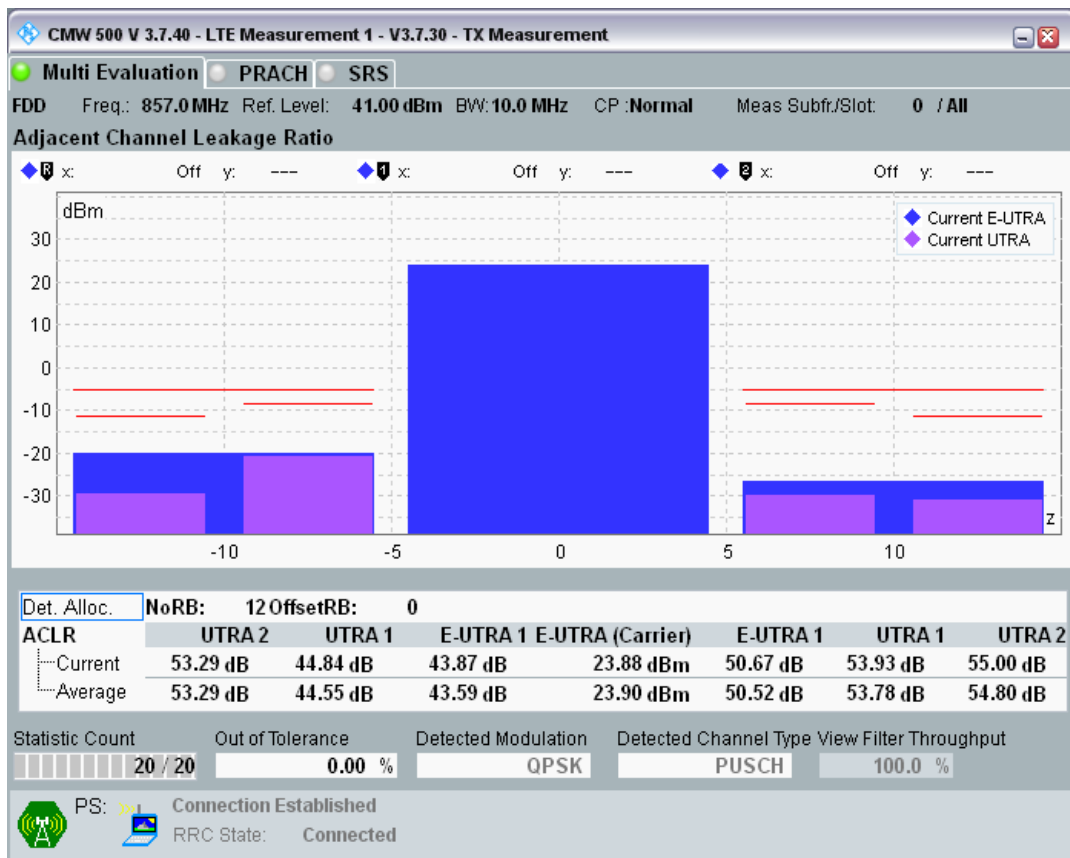 CMW 500 V 3.7.40 - LTE Measurement 1 - V3.7.30 - TX Measurement
Multi Evaluation PRACH SRS
FDD Freq.: 857.0 MHz Ref. Level: 41.00 dBm BW: 10.0 MHz CP :Normal Meas Subfr./Slot: 0 / All
Adjacent Channel Leakage Ratio
R x: Off y: --- 1 x: Off y: --- 2 x: Off y: ---
dBm
Current E-UTRA
Current UTRA
30
20
10
0
-10
-20
-30
z
-10 -5 0 5 10
Det. Alloc. NoRB: 12 OffsetRB: 0
ACLR UTRA 2 UTRA 1 E-UTRA 1 E-UTRA (Carrier) E-UTRA 1 UTRA 1 UTRA 2
Current 53.29 dB 44.84 dB 43.87 dB 23.88 dBm 50.67 dB 53.93 dB 55.00 dB
Average 53.29 dB 44.55 dB 43.59 dB 23.90 dBm 50.52 dB 53.78 dB 54.80 dB
Statistic Count Out of Tolerance Detected Modulation Detected Channel Type View Filter Throughput
20 / 20 0.00 % QPSK PUSCH 100.0 %
PS: Connection Established
RRC State: Connected